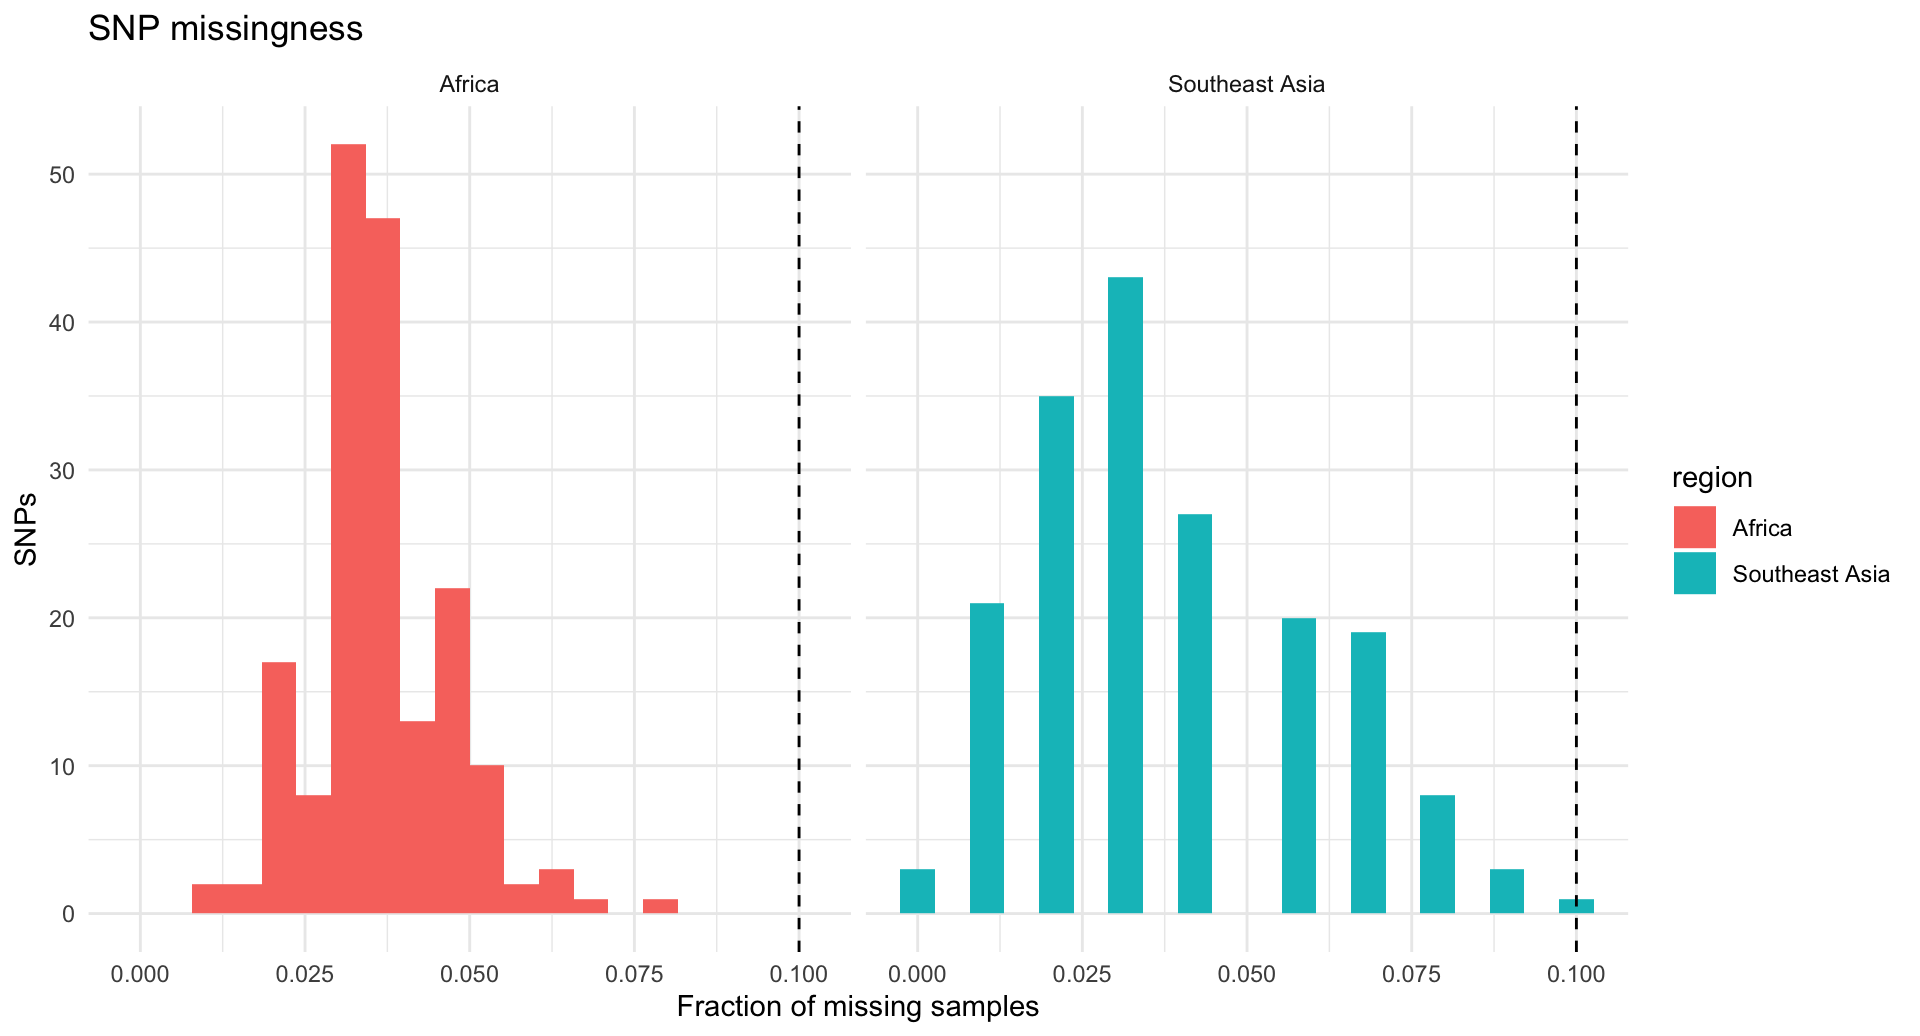 SNP missingness
Africa
Southeast Asia
SNPs
50
40
30
20
10
0
0.000 0.025 0.050 0.075 0.100
0.000 0.025 0.050 0.075 0.100
Fraction of missing samples
region
Africa
Southeast Asia